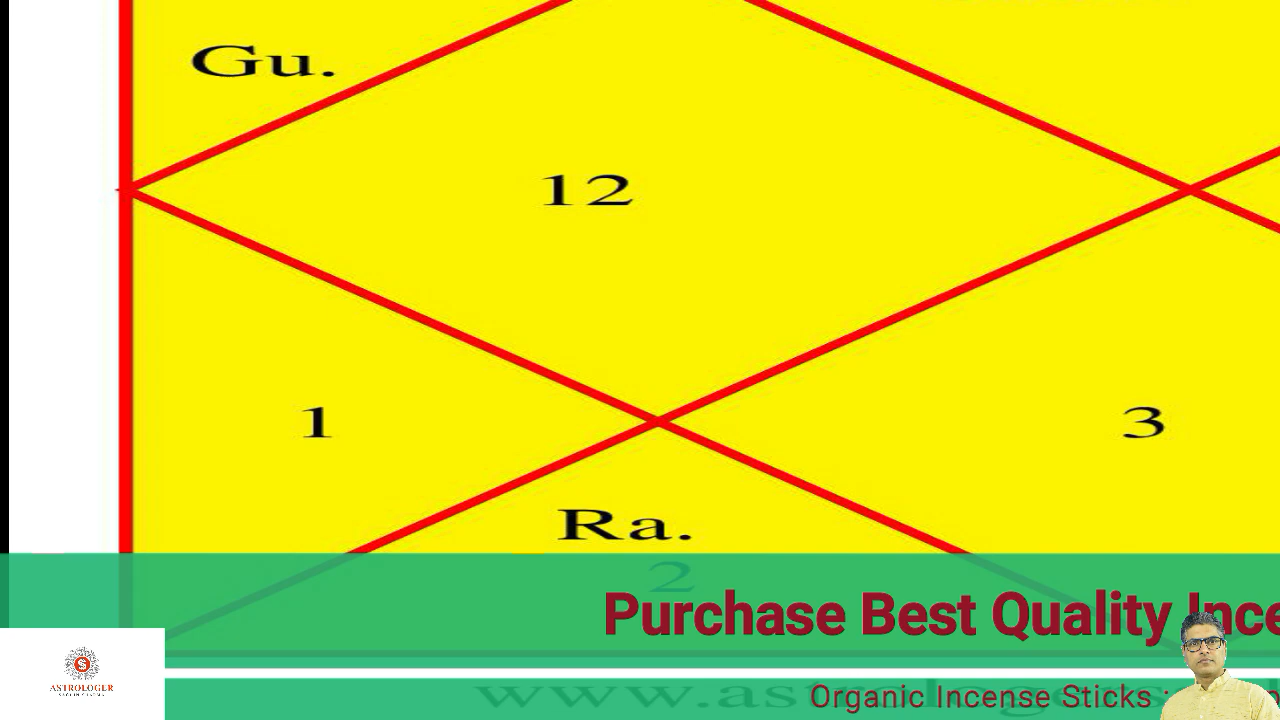 Gu.
12
1
3
Ra.
2
Purchase Best Quality
Organic Incense Sticks :
ASTROLOGER